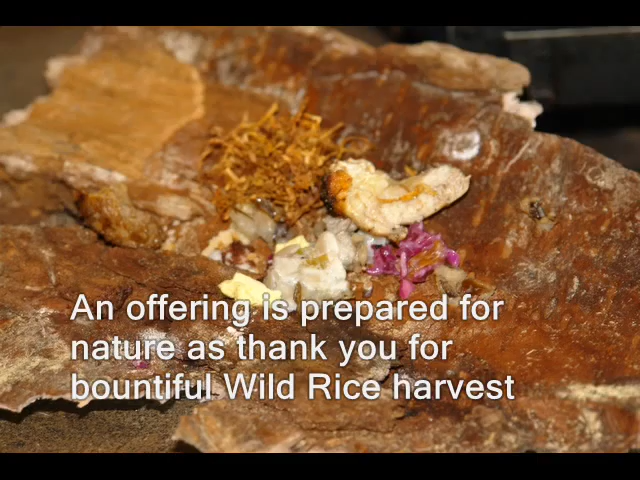 An offering is prepared for
nature as thank you for
bountiful Wild Rice harvest